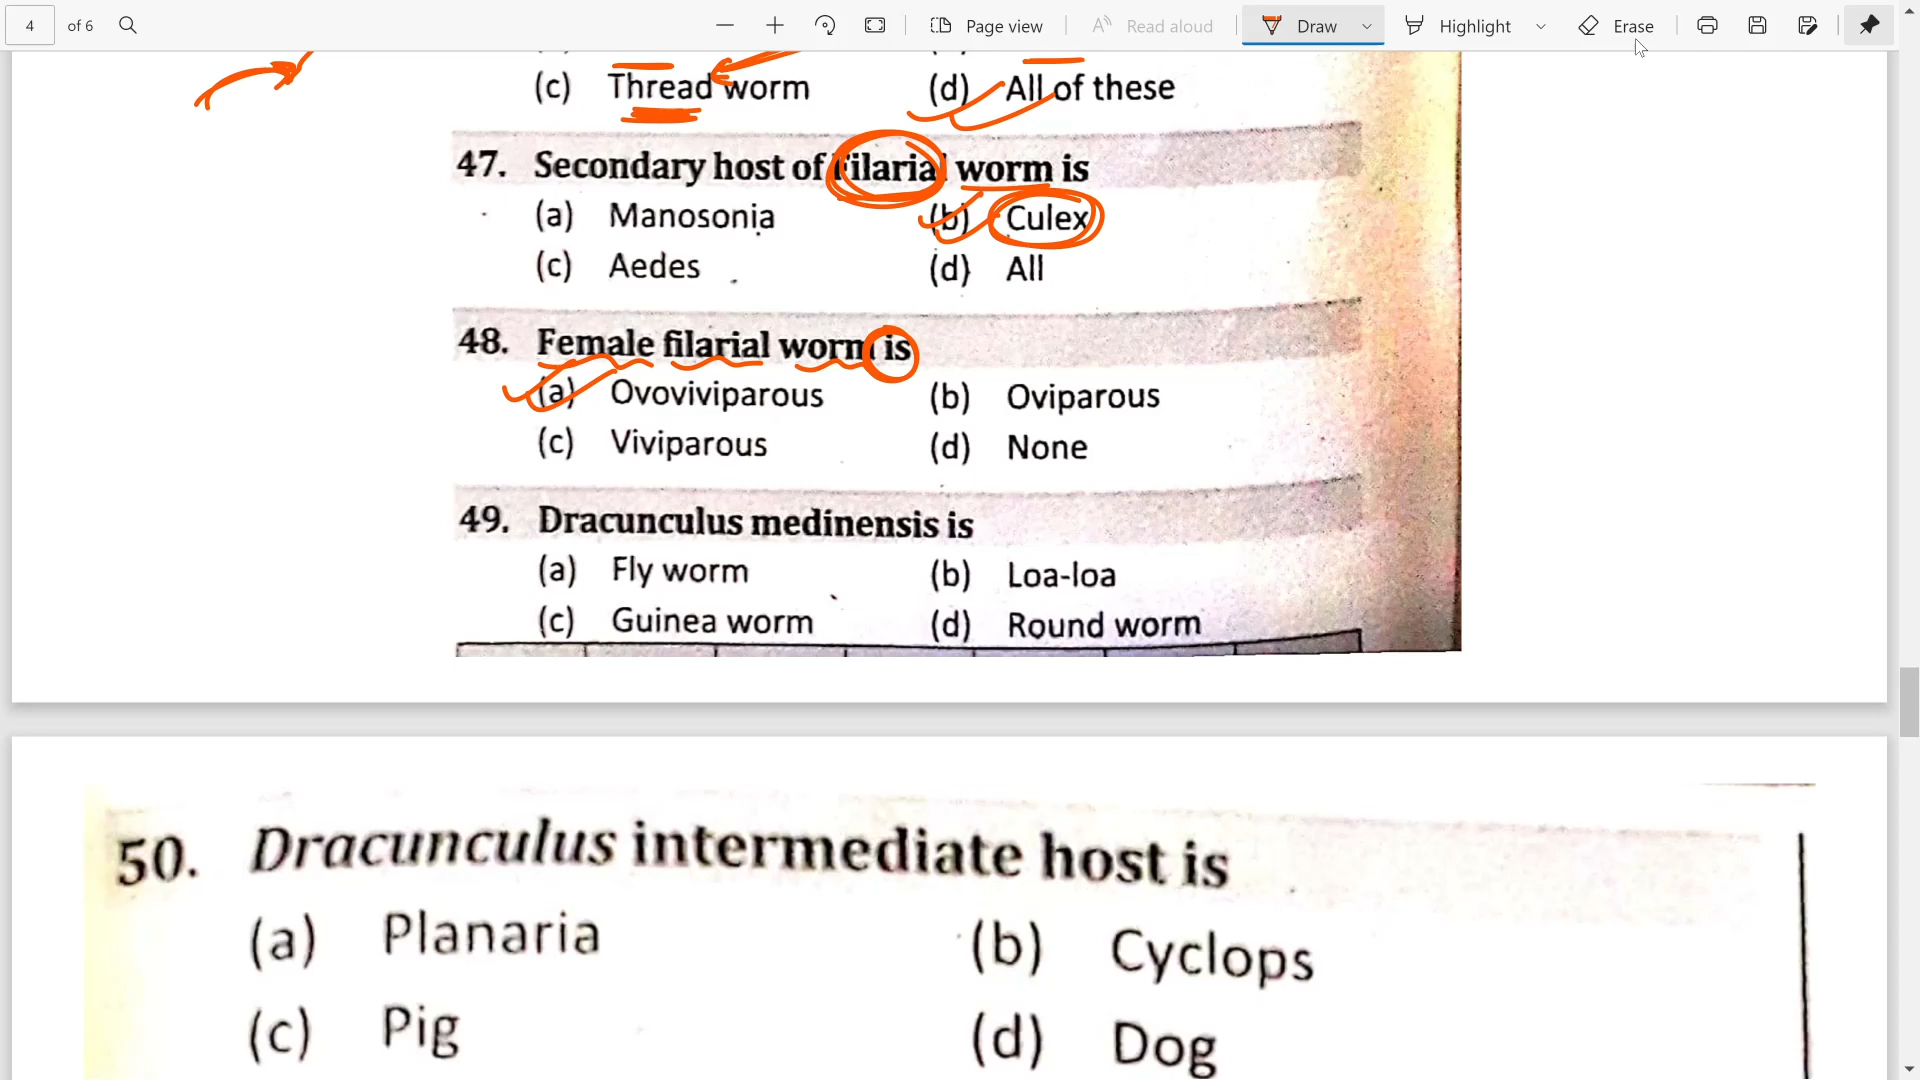 4 of 6 Page view Read aloud Draw Highlight Erase
(c) Thread worm (d) All of these
47. Secondary host of Filarial worm is
(a) Manosonia (b) Culex
(c) Aedes (d) All
48. Female filarial worm is
(a) Ovoviviparous (b) Oviparous
(c) Viviparous (d) None
49. Dracunculus medinensis is
(a) Fly worm (b) Loa-loa
(c) Guinea worm (d) Round worm
50. Dracunculus intermediate host is
(a) Planaria (b) Cyclops
(c) Pig (d) Dog